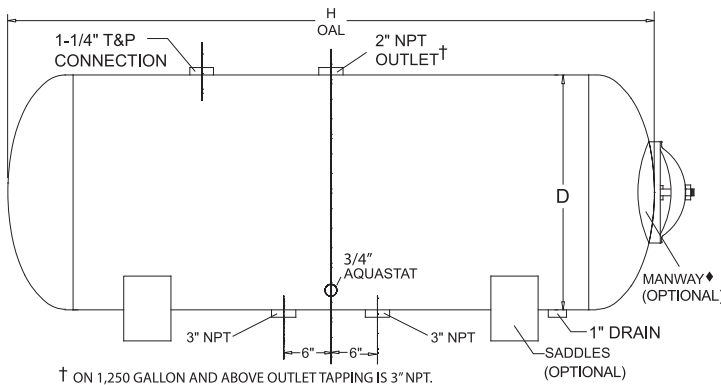 H
OAL
1-1/4" T&P
CONNECTION
2" NPT
OUTLET†
D
3/4"
AQUASTAT
MANWAY♦
(OPTIONAL)
3" NPT
3" NPT
1" DRAIN
6"
6"
SADDLES
(OPTIONAL)
† ON 1,250 GALLON AND ABOVE OUTLET TAPPING IS 3" NPT.